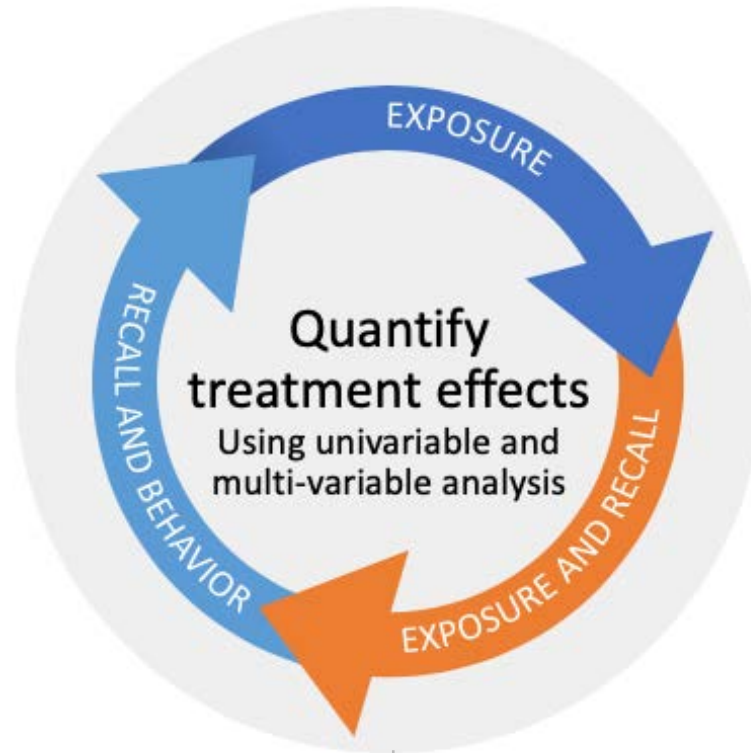 EXPOSURE
Quantify
treatment effects
Using univariable and
multi-variable analysis
EXPOSURE AND RECALL
RECALL AND BEHAVIOR